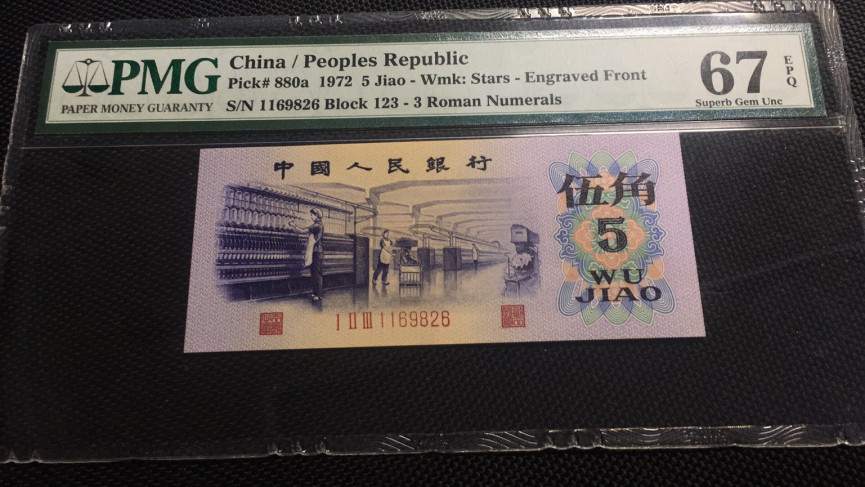 PMG
PAPER MONEY GUARANTY
China / Peoples Republic
Pick# 880a 1972 5 Jiao - Wmk: Stars - Engraved Front
S/N 1169826 Block 123 - 3 Roman Numerals
67
EPQ
Superb Gem Unc
中國人民銀行
伍角
5
WU
JIAO
I II III 1169826